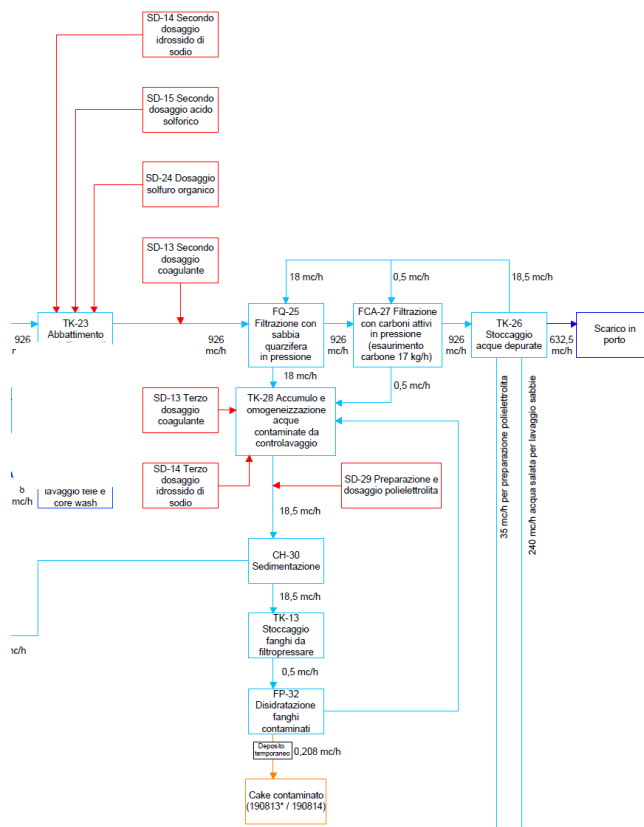 SD-14 Secondo
dosaggio
idrossido di
sodio
SD-15 Secondo
dosaggio acido
solforico
SD-24 Dosaggio
solfuro organico
SD-13 Secondo
dosaggio
coagulante
18 mc/h
0,5 mc/h
18,5 mc/h
TK-23
Abbattimento
FQ-25
Filtrazione con
sabbia
quarzifera
in pressione
FCA-27 Filtrazione
con carboni attivi
in pressione
(esaurimento
carbone 17 kg/h)
TK-26
Stoccaggio
acque depurate
Scarico in
porto
926
926
mc/h
926
mc/h
926
mc/h
632,5
mc/h
18 mc/h
0,5 mc/h
SD-13 Terzo
dosaggio
coagulante
TK-28 Accumulo e
omogeneizzazione
acque
contaminate da
controlavaggio
SD-14 Terzo
dosaggio
idrossido di
sodio
SD-29 Preparazione e
dosaggio polielettrolita
mc/h
lavaggio tele e
core wash
18,5 mc/h
35 mc/h per preparazione polielettrolita
240 mc/h acqua salata per lavaggio sabbie
CH-30
Sedimentazione
18,5 mc/h
TK-13
Stoccaggio
fanghi da
filtropressare
0,5 mc/h
FP-32
Disidratazione
fanghi
contaminati
Deposito
temporaneo
0,208 mc/h
Cake contaminato
(190813* / 190814)